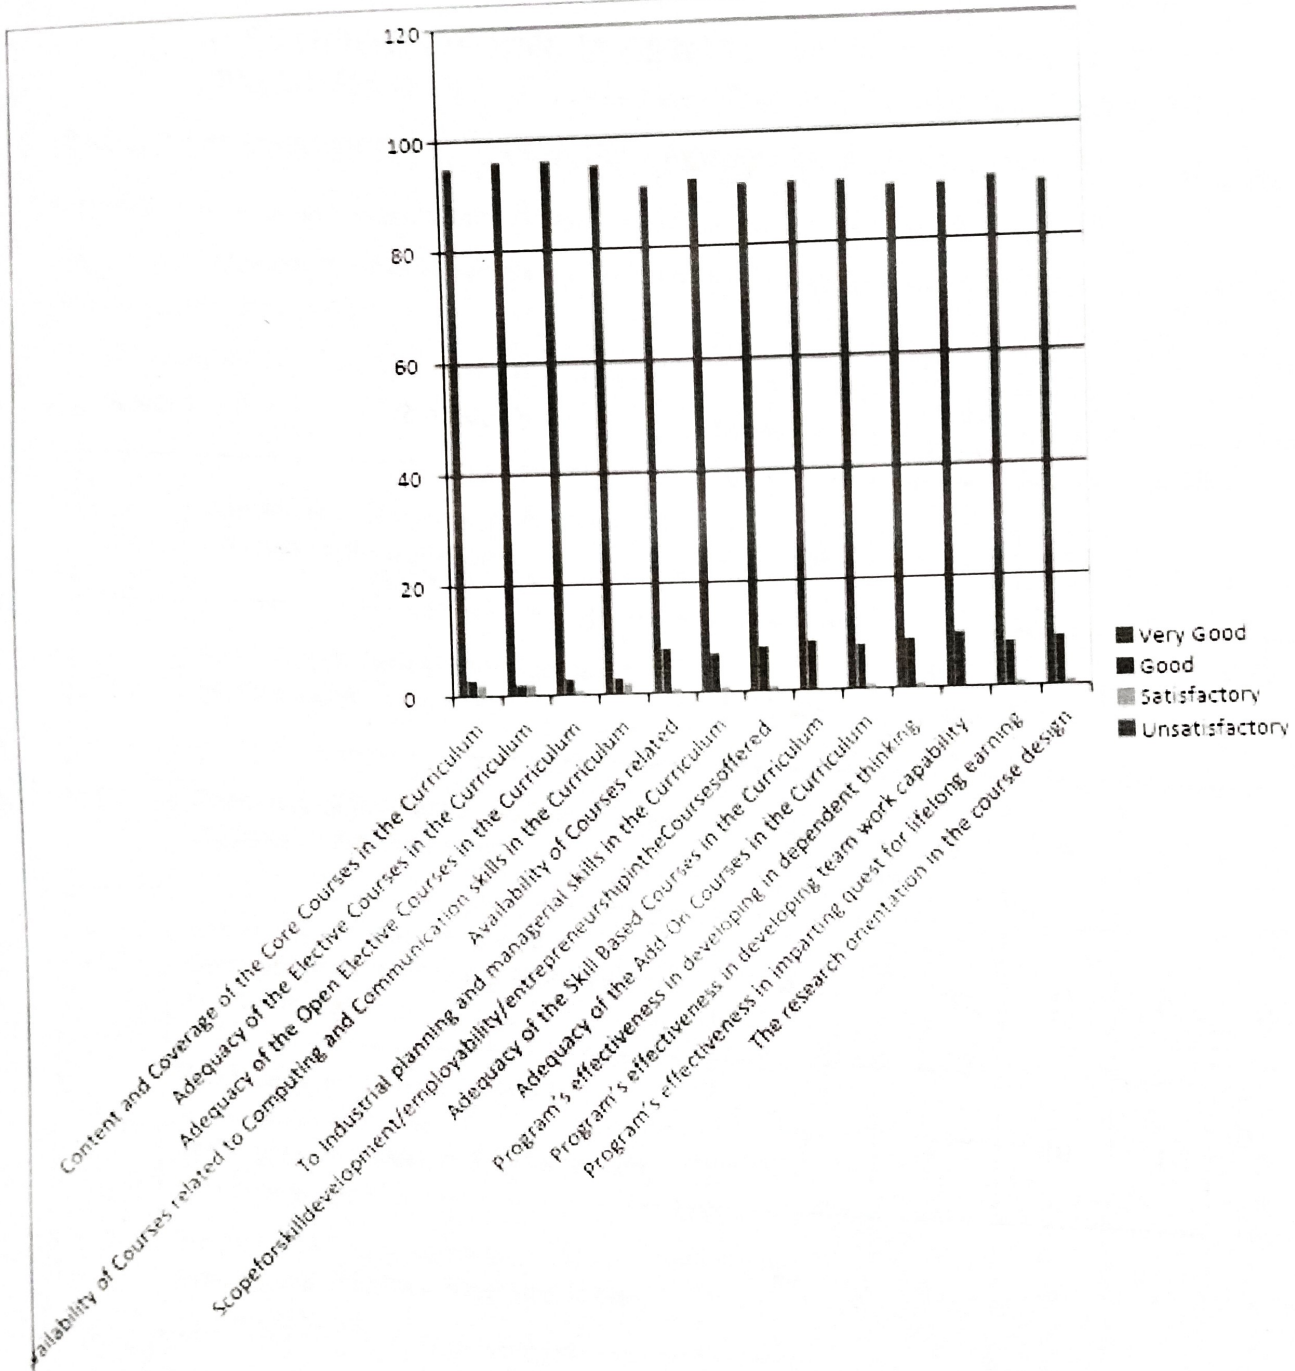 120
100
80
60
40
20
0
Very Good
Good
Satisfactory
Unsatisfactory
Content and Coverage of the Core Courses in the Curriculum
Adequacy of the Elective Courses in the Curriculum
Adequacy of the Open Elective Courses in the Curriculum
ailability of Courses related to Computing and Communication skills in the Curriculum
Availability of Courses related
To Industrial planning and managerial skills in the Curriculum
Scopeforskilldevelopment/employability/entrepreneurshipintheCoursesoffered
Adequacy of the Skill Based Courses in the Curriculum
Adequacy of the Add On Courses in the Curriculum
Program's effectiveness in developing in dependent thinking
Program's effectiveness in developing team work capability
Program's effectiveness in imparting quest for lifelong earning
The research orientation in the course design